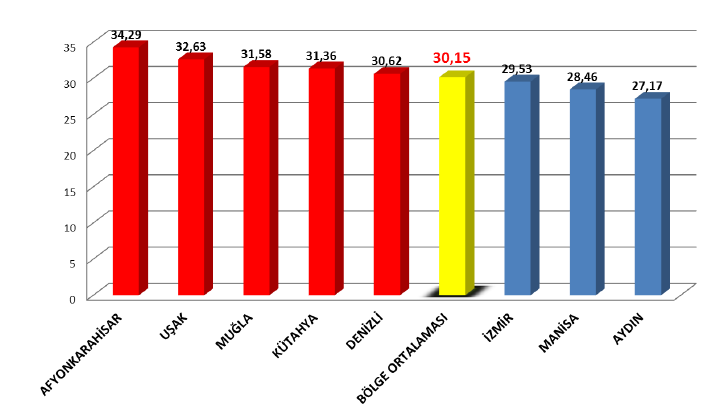 34,29
32,63
31,58
31,36
30,62
30,15
29,53
28,46
27,17
35
30
25
20
15
10
5
0
AFYONKARAHİSAR
UŞAK
MUĞLA
KÜTAHYA
DENİZLİ
BÖLGE ORTALAMASI
İZMİR
MANİSA
AYDIN